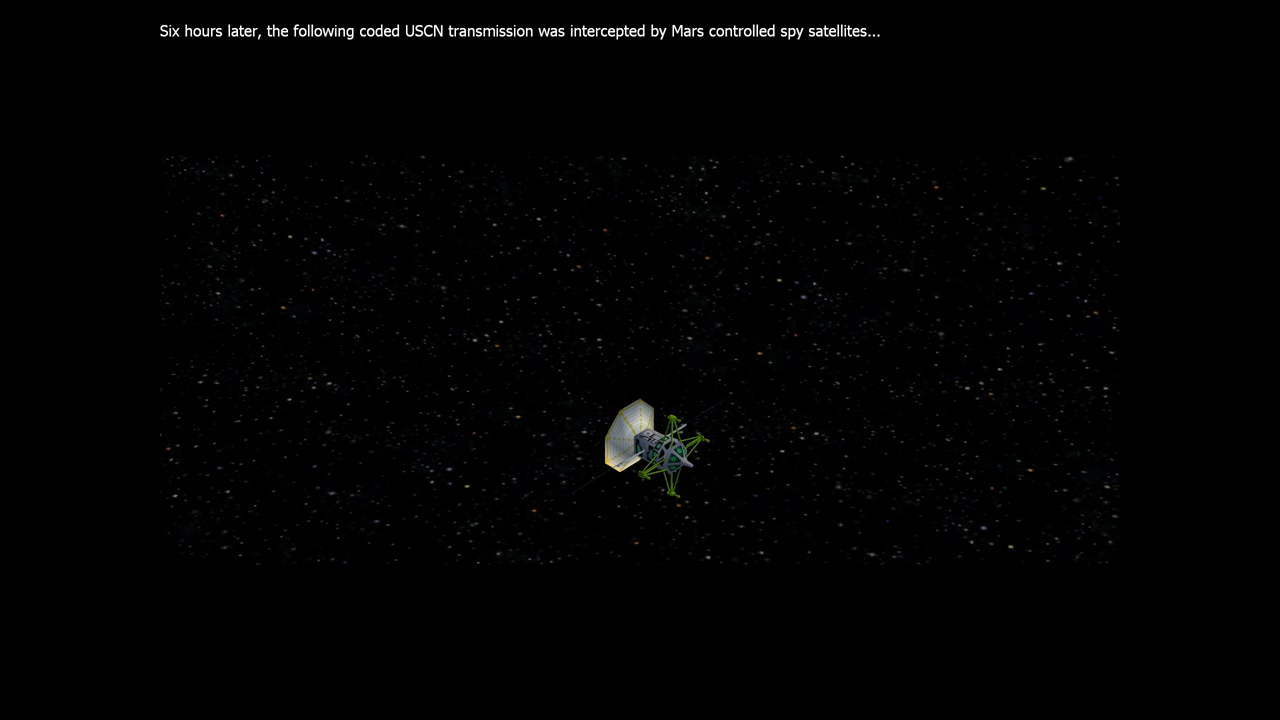 Six hours later, the following coded USCN transmission was intercepted by Mars controlled spy satellites...